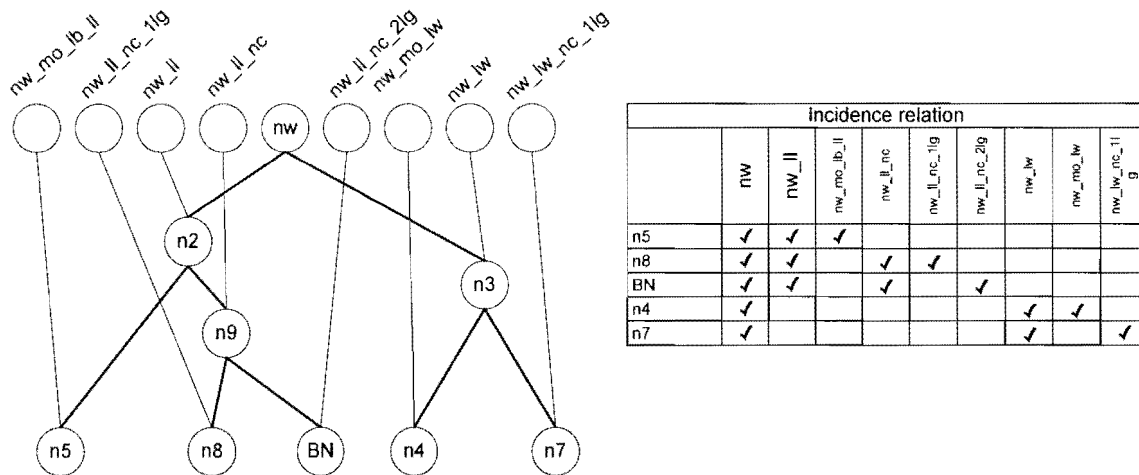 nw_mo_lb_ll
nw_ll_nc_1lg
nw_ll
nw_ll_nc
nw_ll_nc_2lg
nw_mo_lw
nw_lw
nw_lw_nc_1lg
nw
n2
n3
n9
n5
n8
BN
n4
n7
Incidence relation
nw nw_ll nw_mo_lb_ll nw_ll_nc nw_ll_nc_1lg nw_ll_nc_2lg nw_lw nw_mo_lw nw_lw_nc_1l
g
n5 ✓ ✓ ✓
n8 ✓ ✓ ✓ ✓
BN ✓ ✓ ✓ ✓
n4 ✓ ✓ ✓
n7 ✓ ✓ ✓